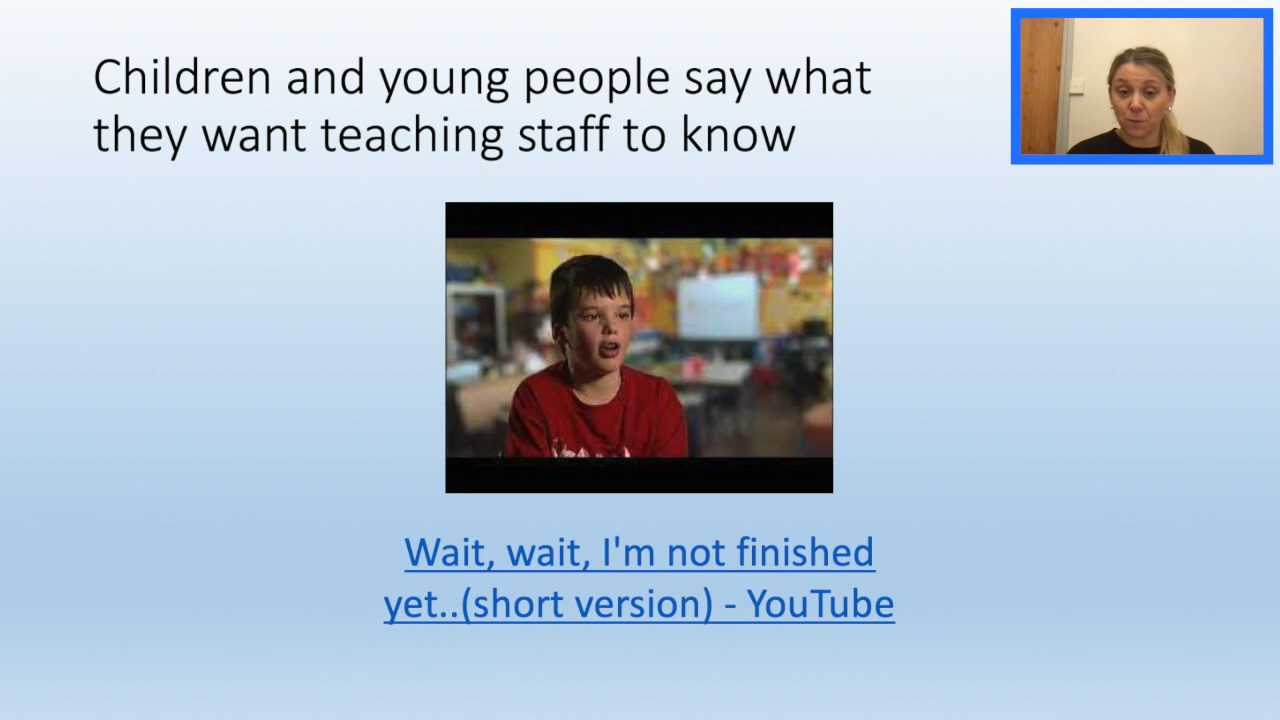 Children and young people say what
they want teaching staff to know
Wait, wait, I'm not finished
yet..(short version) - YouTube